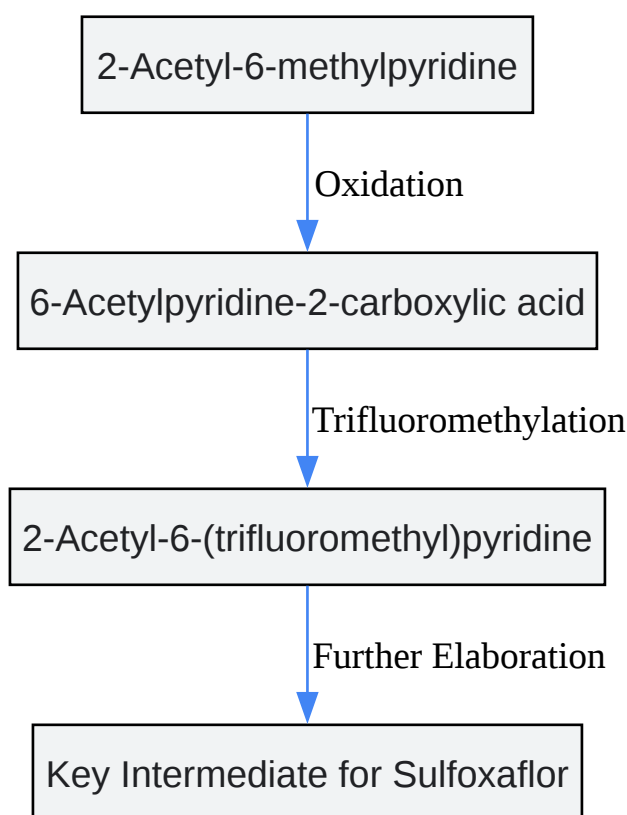 2-Acetyl-6-methylpyridine
Oxidation
6-Acetylpyridine-2-carboxylic acid
Trifluoromethylation
2-Acetyl-6-(trifluoromethyl)pyridine
Further Elaboration
Key Intermediate for Sulfoxaflor